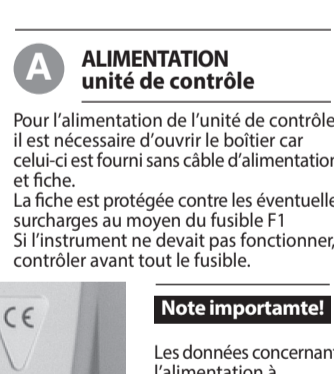 A
ALIMENTATION
unité de contrôle
Pour l’alimentation de l’unité de contrôle
il est nécessaire d’ouvrir le boîtier car
celui-ci est fourni sans câble d’alimentation
et fiche.
La fiche est protégée contre les éventuelle
surcharges au moyen du fusible F1
Si l’instrument ne devait pas fonctionner,
contrôler avant tout le fusible.
CE
Note importamte!
Les données concernant
l’alimentation à